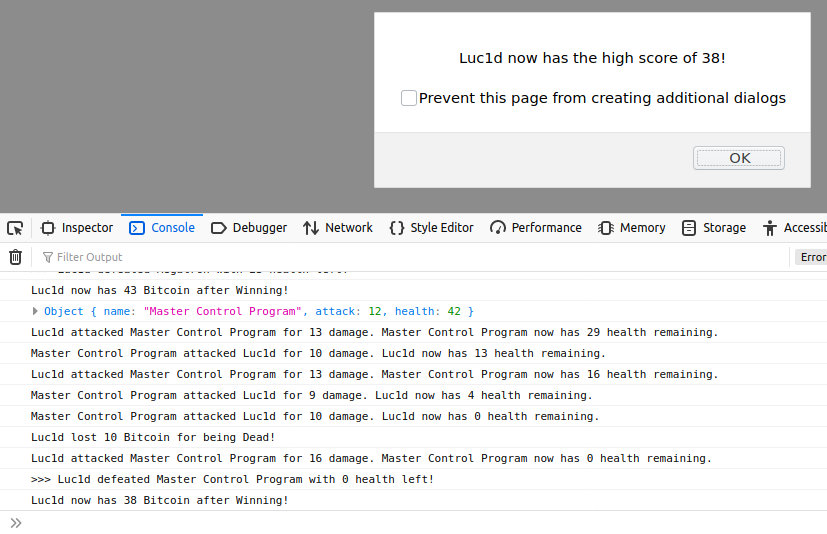 Luc1d now has the high score of 38!
Prevent this page from creating additional dialogs
OK
Inspector Console Debugger Network Style Editor Performance Memory Storage Accessib
Filter Output Error
Luc1d now has 43 Bitcoin after Winning!
Object { name: "Master Control Program", attack: 12, health: 42 }
Luc1d attacked Master Control Program for 13 damage. Master Control Program now has 29 health remaining.
Master Control Program attacked Luc1d for 10 damage. Luc1d now has 13 health remaining.
Luc1d attacked Master Control Program for 13 damage. Master Control Program now has 16 health remaining.
Master Control Program attacked Luc1d for 9 damage. Luc1d now has 4 health remaining.
Master Control Program attacked Luc1d for 10 damage. Luc1d now has 0 health remaining.
Luc1d lost 10 Bitcoin for being Dead!
Luc1d attacked Master Control Program for 16 damage. Master Control Program now has 0 health remaining.
>>> Luc1d defeated Master Control Program with 0 health left!
Luc1d now has 38 Bitcoin after Winning!